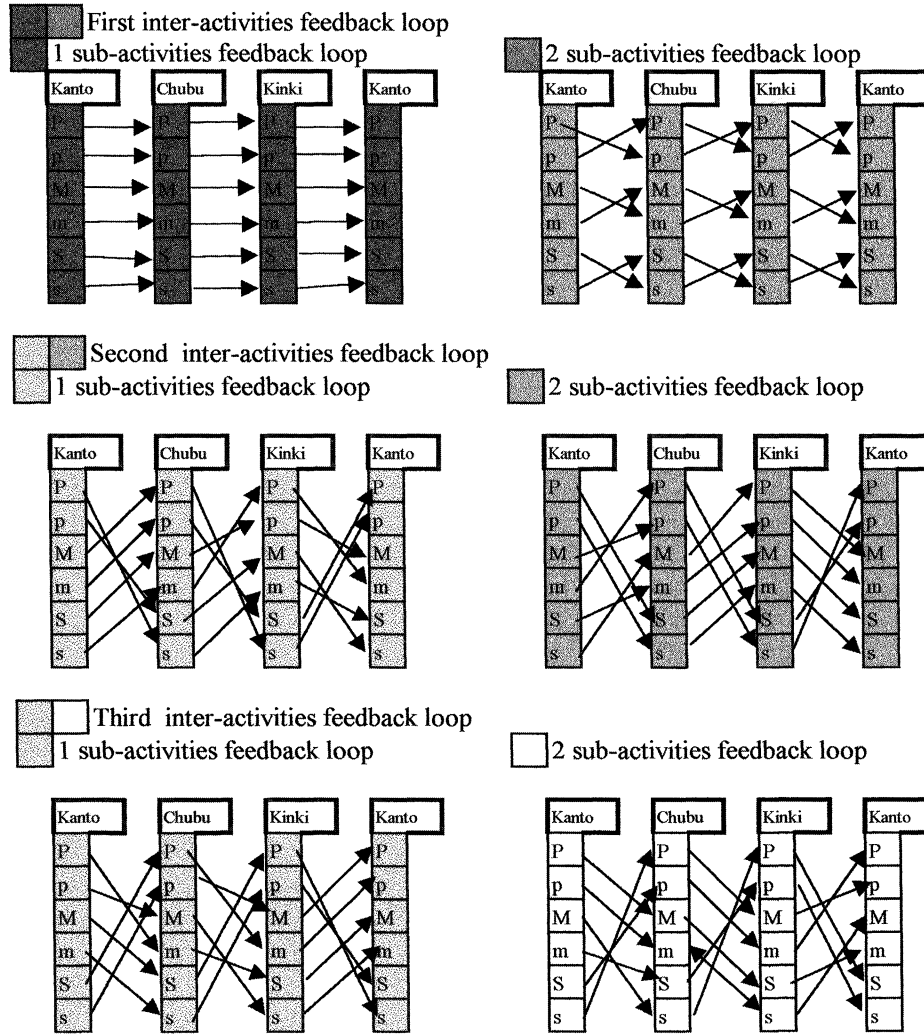 First inter-activities feedback loop
1 sub-activities feedback loop
2 sub-activities feedback loop
Kanto Chubu Kinki Kanto
P P P P
p p p p
M M M M
m m m m
S S S S
s s s s
Kanto Chubu Kinki Kanto
P P P P
p p p p
M M M M
m m m m
S S S S
s s s s
Second inter-activities feedback loop
1 sub-activities feedback loop
2 sub-activities feedback loop
Kanto Chubu Kinki Kanto
P P P P
p p p p
M M M M
m m m m
S S S S
s s s s
Kanto Chubu Kinki Kanto
P P P P
p p p p
M M M M
m m m m
S S S S
s s s s
Third inter-activities feedback loop
1 sub-activities feedback loop
2 sub-activities feedback loop
Kanto Chubu Kinki Kanto
P P P P
p p p p
M M M M
m m m m
S S S S
s s s s
Kanto Chubu Kinki Kanto
P P P P
p p p p
M M M M
m m m m
S S S S
s s s s